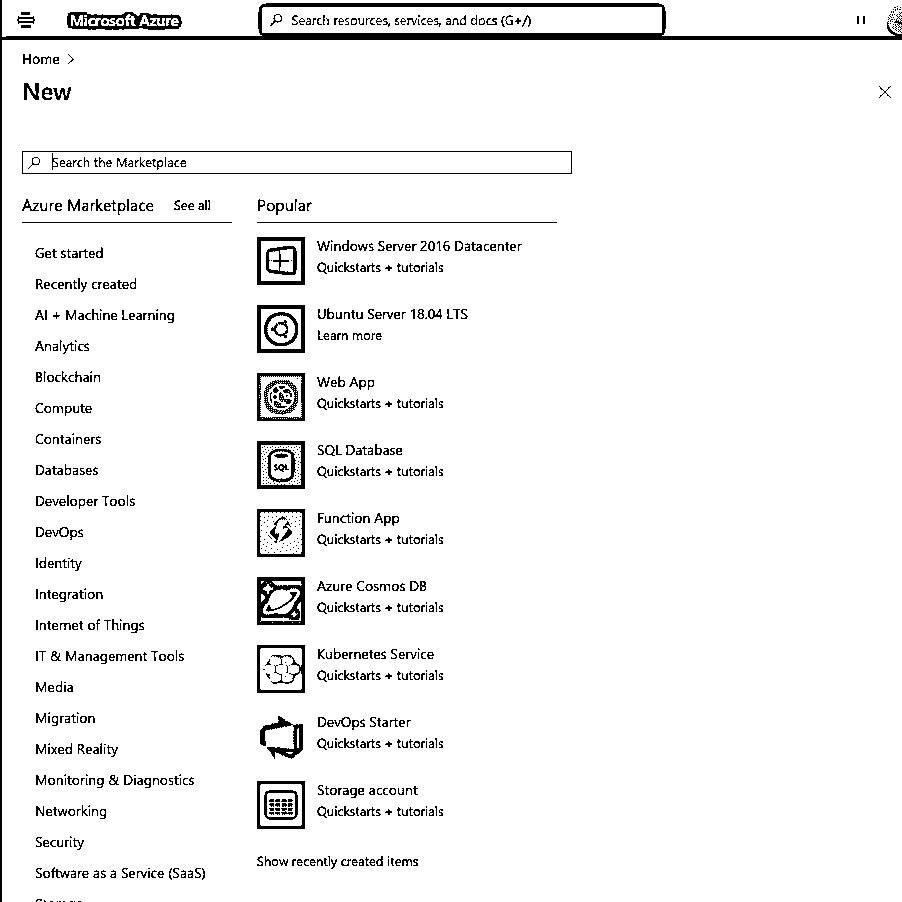 Microsoft Azure
Search resources, services, and docs (G+/)
Home >
New
Search the Marketplace
Azure Marketplace See all
Get started
Recently created
AI + Machine Learning
Analytics
Blockchain
Compute
Containers
Databases
Developer Tools
DevOps
Identity
Integration
Internet of Things
IT & Management Tools
Media
Migration
Mixed Reality
Monitoring & Diagnostics
Networking
Security
Software as a Service (SaaS)
Popular
Windows Server 2016 Datacenter
Quickstarts + tutorials
Ubuntu Server 18.04 LTS
Learn more
Web App
Quickstarts + tutorials
SQL
SQL Database
Quickstarts + tutorials
Function App
Quickstarts + tutorials
Azure Cosmos DB
Quickstarts + tutorials
Kubernetes Service
Quickstarts + tutorials
DevOps Starter
Quickstarts + tutorials
Storage account
Quickstarts + tutorials
Show recently created items